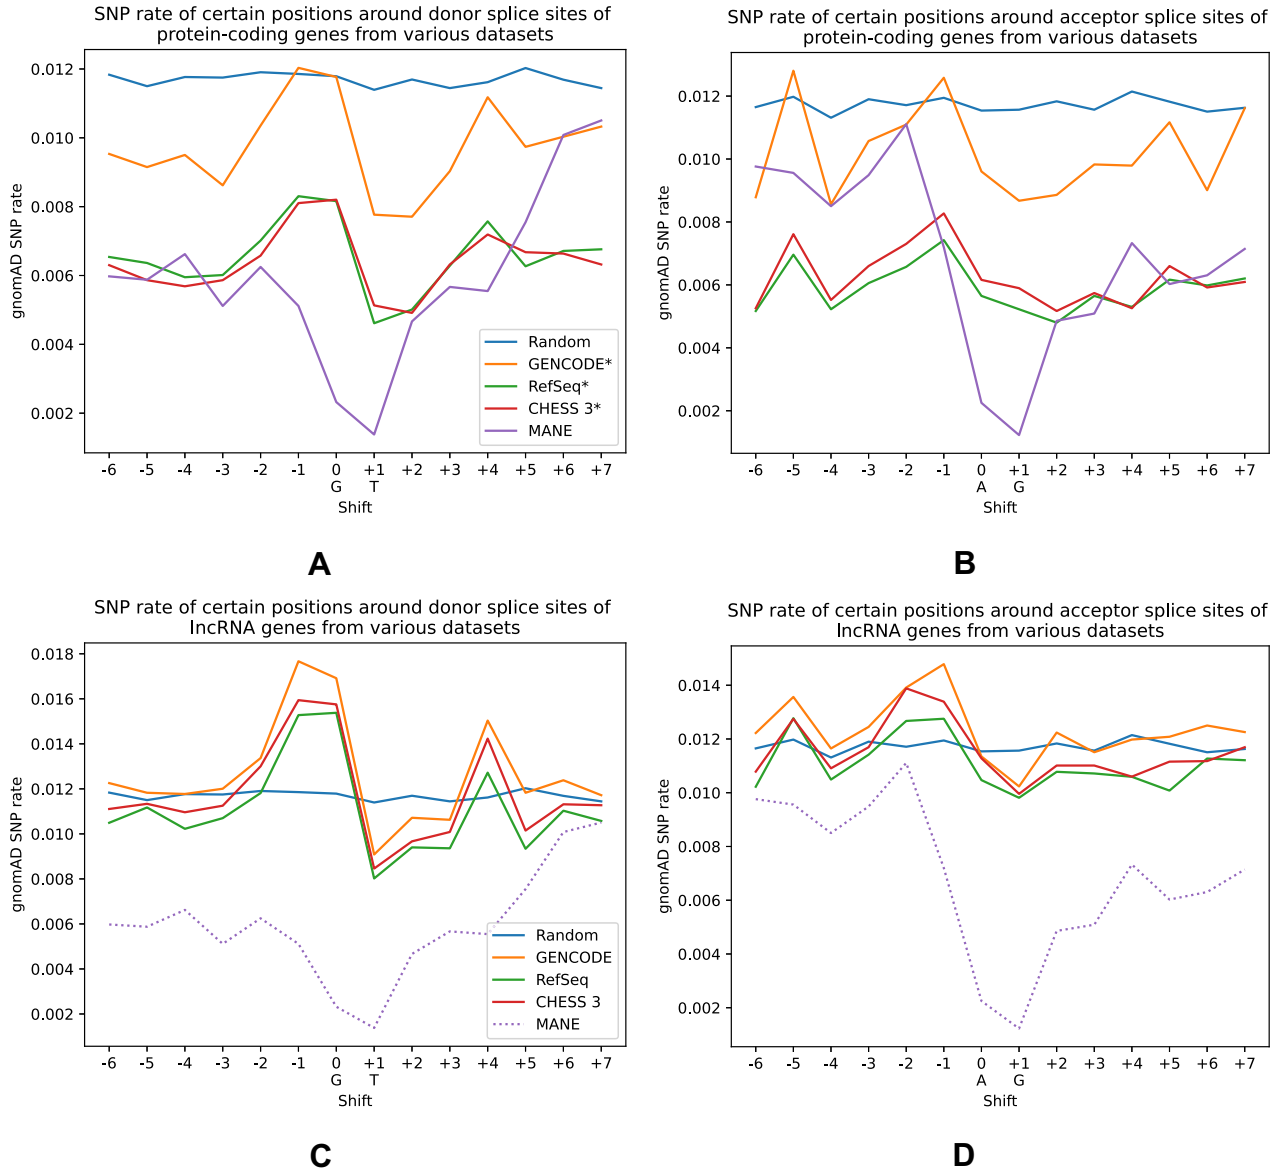 SNP rate of certain positions around donor splice sites of
protein-coding genes from various datasets
0.012
0.010
0.008
0.006
0.004
0.002
gnomAD SNP rate
Random
GENCODE*
RefSeq*
CHESS 3*
MANE
-6 -5 -4 -3 -2 -1 0 +1 +2 +3 +4 +5 +6 +7
G T
Shift
A
SNP rate of certain positions around acceptor splice sites of
protein-coding genes from various datasets
0.012
0.010
0.008
0.006
0.004
0.002
gnomAD SNP rate
-6 -5 -4 -3 -2 -1 0 +1 +2 +3 +4 +5 +6 +7
A G
Shift
B
SNP rate of certain positions around donor splice sites of
lncRNA genes from various datasets
0.018
0.016
0.014
0.012
0.010
0.008
0.006
0.004
0.002
gnomAD SNP rate
Random
GENCODE
RefSeq
CHESS 3
MANE
-6 -5 -4 -3 -2 -1 0 +1 +2 +3 +4 +5 +6 +7
G T
Shift
C
SNP rate of certain positions around acceptor splice sites of
lncRNA genes from various datasets
0.014
0.012
0.010
0.008
0.006
0.004
0.002
gnomAD SNP rate
-6 -5 -4 -3 -2 -1 0 +1 +2 +3 +4 +5 +6 +7
A G
Shift
D